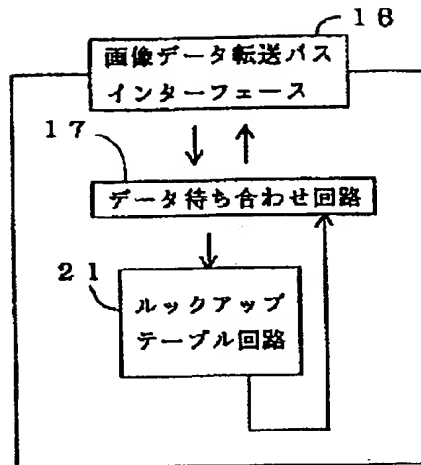 16
画像データ転送バス
インターフェース
17
データ待ち合わせ回路
21
ルックアップ
テーブル回路